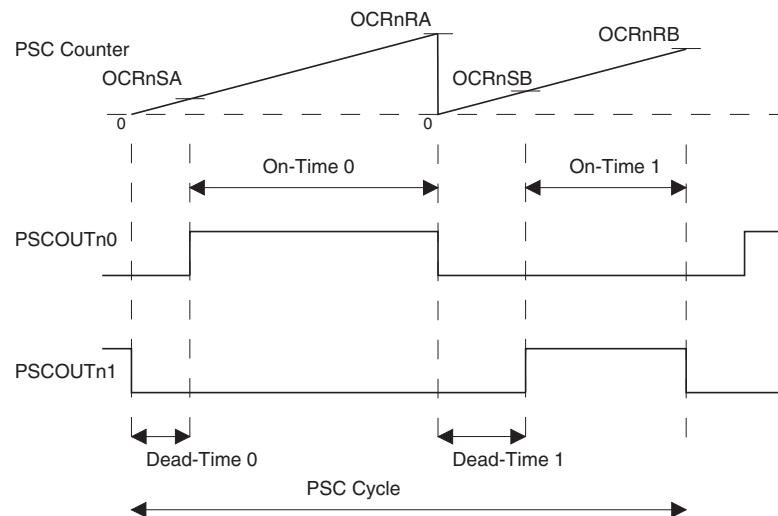 OCRnRA
OCRnRB
PSC Counter
OCRnSA
OCRnSB
0
0
On-Time 0
On-Time 1
PSCOUTn0
PSCOUTn1
Dead-Time 0
Dead-Time 1
PSC Cycle